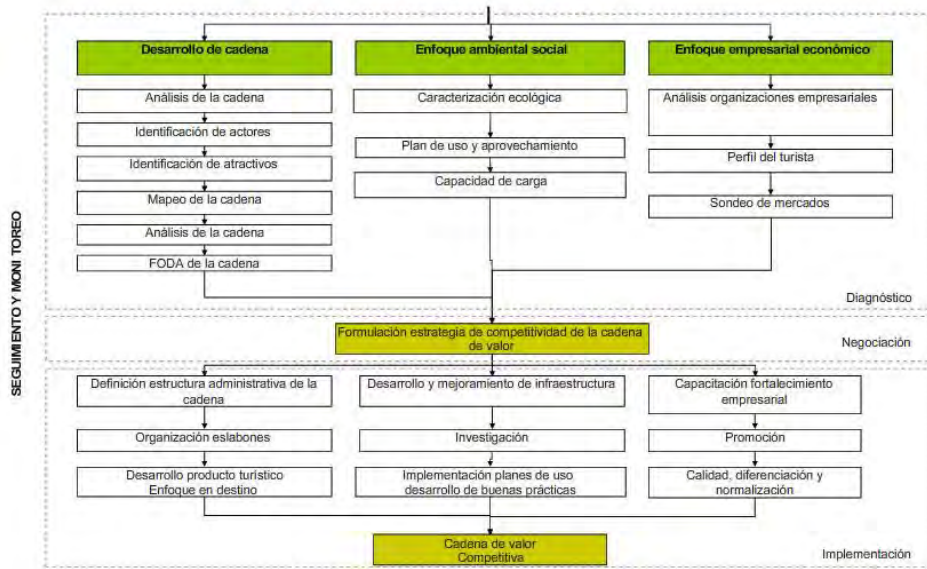 SEGUIMIENTO Y MONITOREO
Desarrollo de cadena
Análisis de la cadena
Identificación de actores
Identificación de atractivos
Mapeo de la cadena
Análisis de la cadena
FODA de la cadena
Enfoque ambiental social
Caracterización ecológica
Plan de uso y aprovechamiento
Capacidad de carga
Enfoque empresarial económico
Análisis organizaciones empresariales
Perfil del turista
Sondeo de mercados
Diagnóstico
Formulación estrategia de competitividad de la cadena
de valor
Negociación
Definición estructura administrativa de la
cadena
Organización eslabones
Desarrollo producto turístico
Enfoque en destino
Desarrollo y mejoramiento de infraestructura
Investigación
Implementación planes de uso
desarrollo de buenas prácticas
Capacitación fortalecimiento
empresarial
Promoción
Calidad, diferenciación y
normalización
Cadena de valor
Competitiva
Implementación